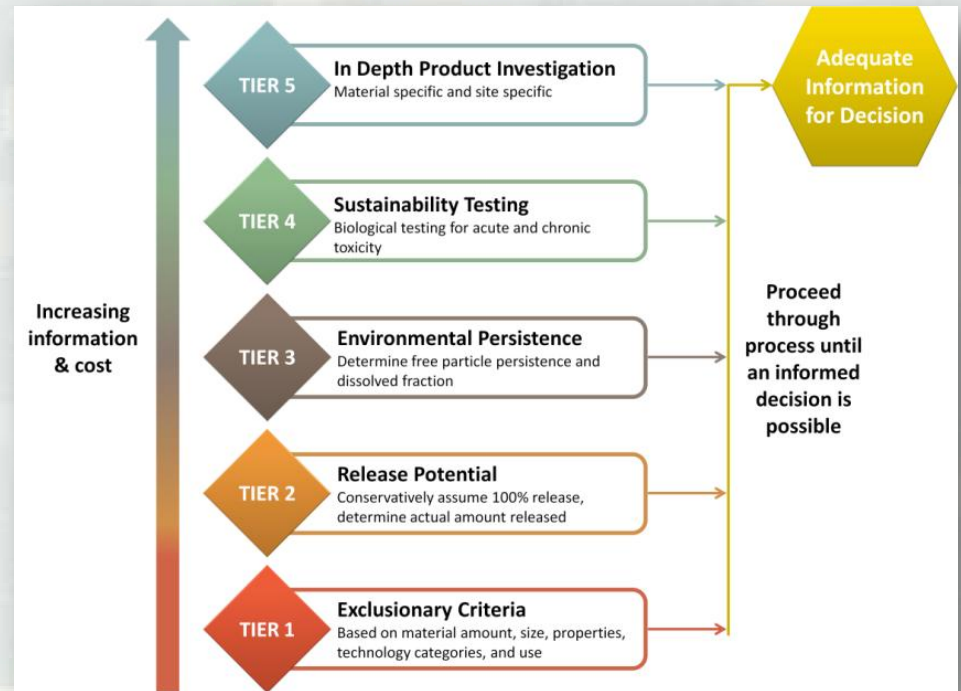 TIER 5
In Depth Product Investigation
Material specific and site specific
Adequate
Information
for Decision
TIER 4
Sustainability Testing
Biological testing for acute and chronic
toxicity
Increasing
information
& cost
TIER 3
Environmental Persistence
Determine free particle persistence and
dissolved fraction
Proceed
through
process until
an informed
decision is
possible
TIER 2
Release Potential
Conservatively assume 100% release,
determine actual amount released
TIER 1
Exclusionary Criteria
Based on material amount, size, properties,
technology categories, and use